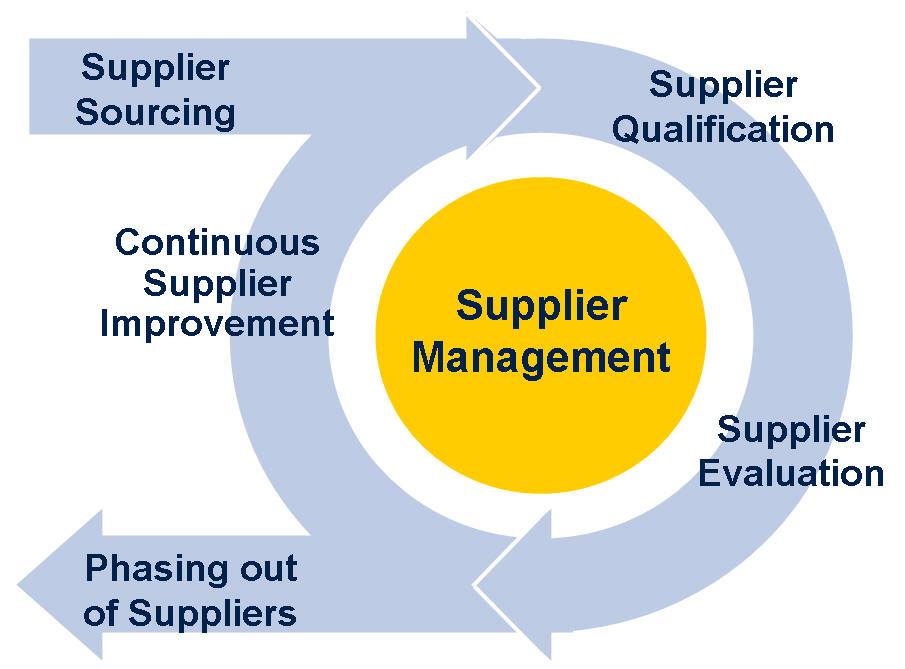 Supplier
Sourcing
Supplier
Qualification
Continuous
Supplier
Improvement
Supplier
Management
Supplier
Evaluation
Phasing out
of Suppliers